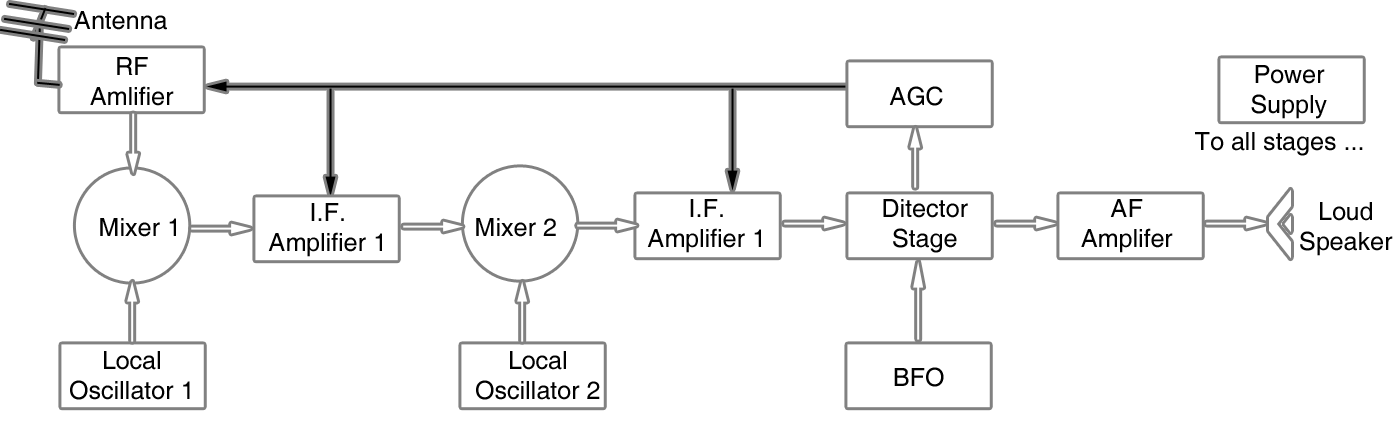 Antenna
RF
Amlifier
AGC
Power
Supply
To all stages ...
Mixer 1
I.F.
Amplifier 1
Mixer 2
I.F.
Amplifier 1
Ditector
Stage
AF
Amplifer
Loud
Speaker
Local
Oscillator 1
Local
Oscillator 2
BFO